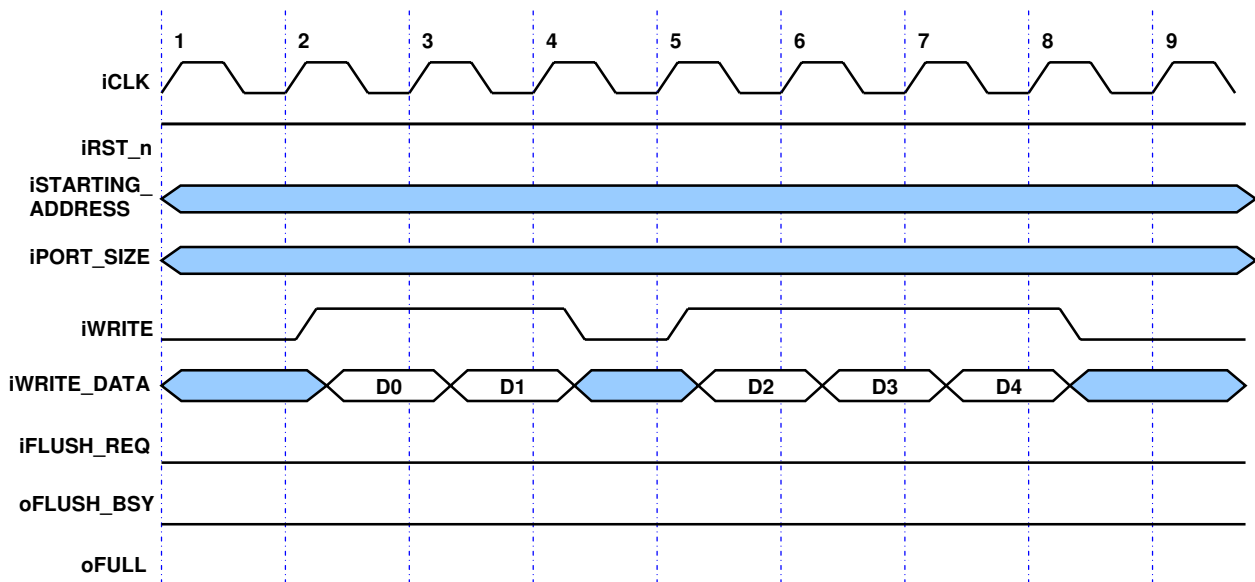 1 2 3 4 5 6 7 8 9
iCLK
iRST_n
iSTARTING_
ADDRESS
iPORT_SIZE
iWRITE
iWRITE_DATA D0 D1 D2 D3 D4
iFLUSH_REQ
oFLUSH_BSY
oFULL